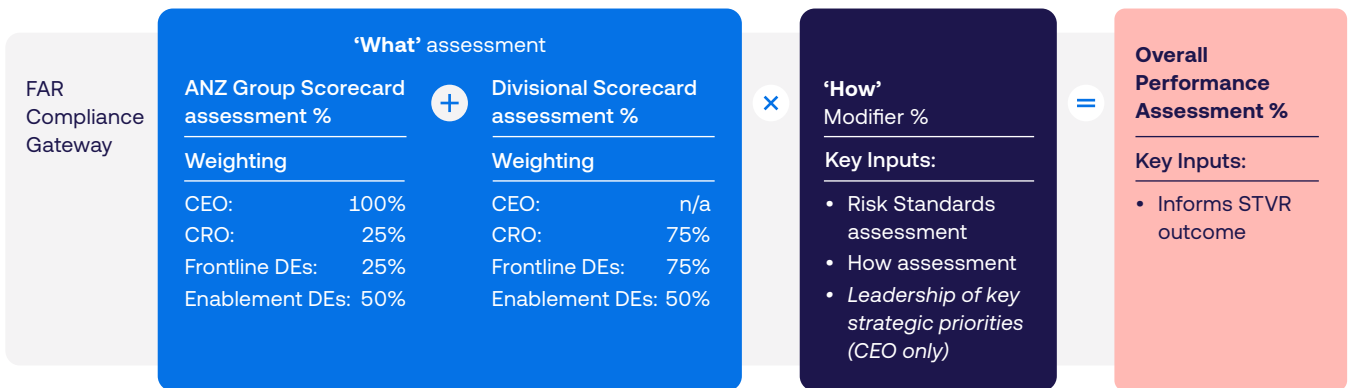 FAR
Compliance
Gateway
‘What’ assessment
ANZ Group Scorecard
assessment %
Weighting
CEO: 100%
CRO: 25%
Frontline DEs: 25%
Enablement DEs: 50%
+
Divisional Scorecard
assessment %
Weighting
CEO: n/a
CRO: 75%
Frontline DEs: 75%
Enablement DEs: 50%
×
‘How’
Modifier %
Key Inputs:
• Risk Standards
assessment
• How assessment
• Leadership of key
strategic priorities
(CEO only)
=
Overall
Performance
Assessment %
Key Inputs:
• Informs STVR
outcome